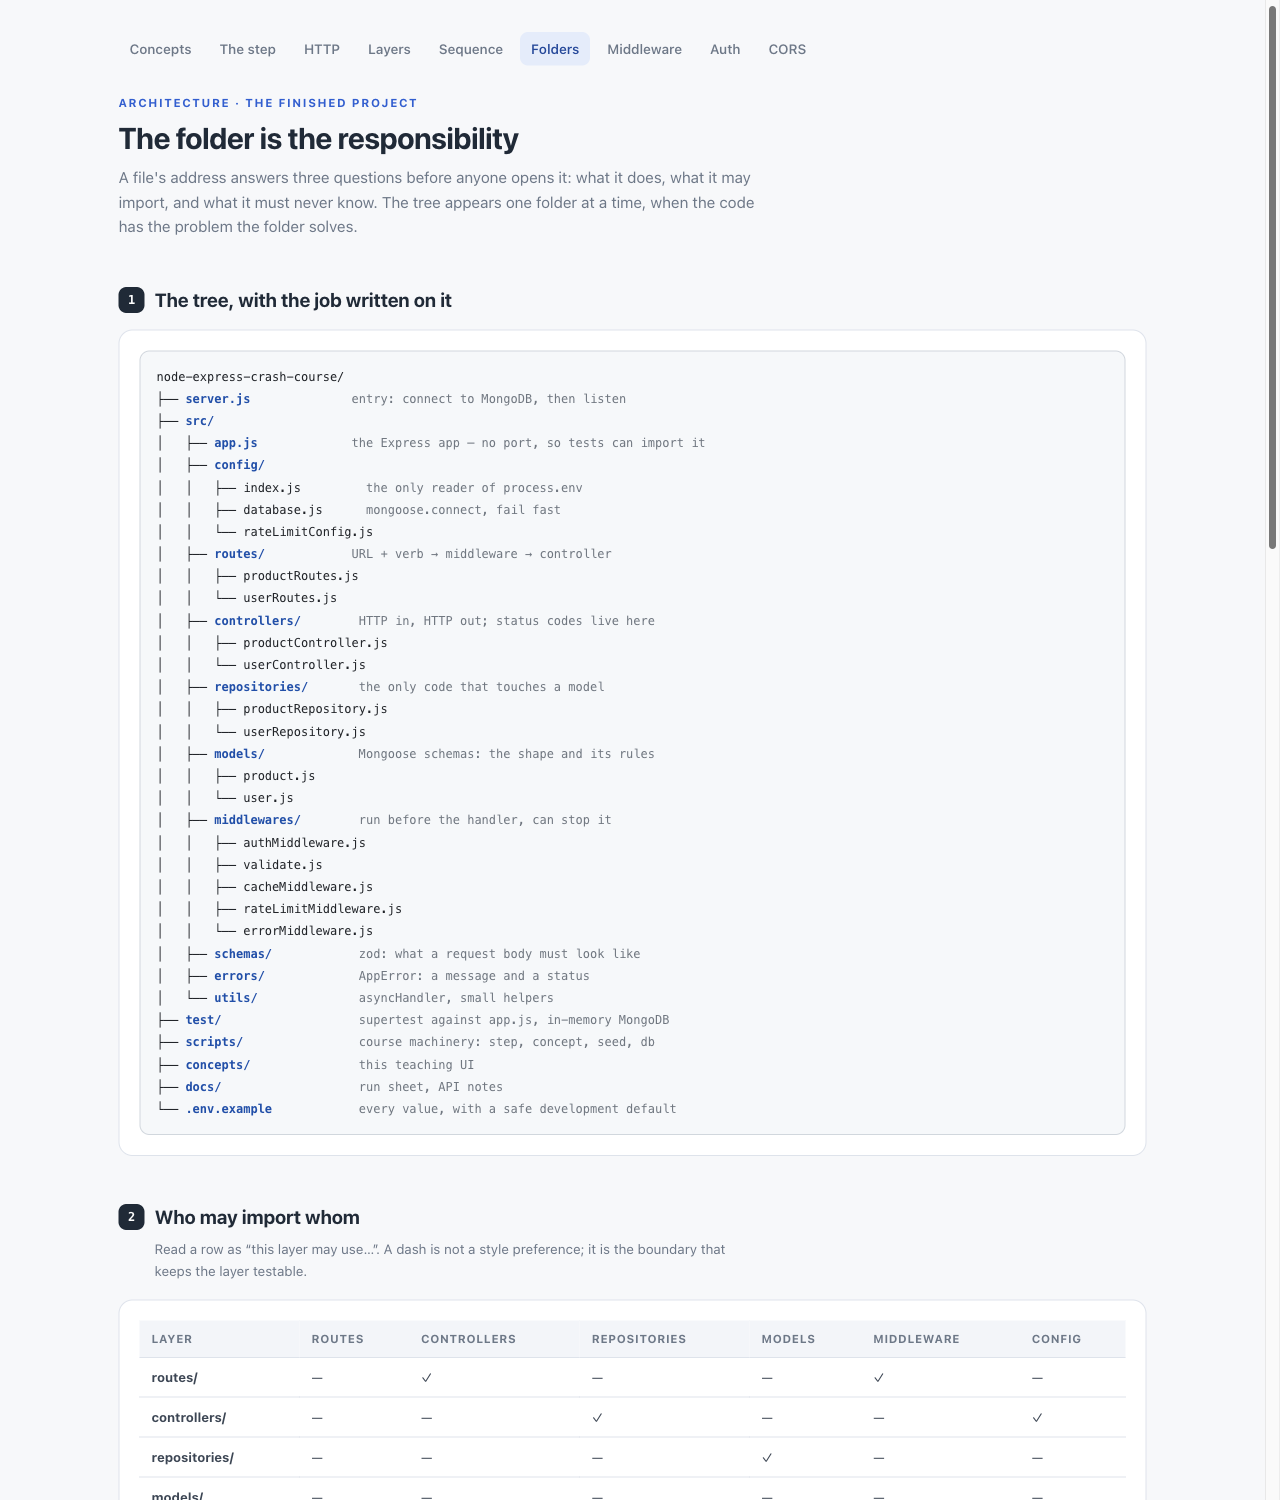 Concepts The step HTTP Layers Sequence Folders Middleware Auth CORS
ARCHITECTURE · THE FINISHED PROJECT
The folder is the responsibility
A file's address answers three questions before anyone opens it: what it does, what it may
import, and what it must never know. The tree appears one folder at a time, when the code
has the problem the folder solves.
1 The tree, with the job written on it
node-express-crash-course/
├── server.js              entry: connect to MongoDB, then listen
├── src/
│   ├── app.js             the Express app — no port, so tests can import it
│   ├── config/
│   │   ├── index.js         the only reader of process.env
│   │   ├── database.js      mongoose.connect, fail fast
│   │   └── rateLimitConfig.js
│   ├── routes/            URL + verb → middleware → controller
│   │   ├── productRoutes.js
│   │   └── userRoutes.js
│   ├── controllers/        HTTP in, HTTP out; status codes live here
│   │   ├── productController.js
│   │   └── userController.js
│   ├── repositories/       the only code that touches a model
│   │   ├── productRepository.js
│   │   └── userRepository.js
│   ├── models/             Mongoose schemas: the shape and its rules
│   │   ├── product.js
│   │   └── user.js
│   ├── middlewares/        run before the handler, can stop it
│   │   ├── authMiddleware.js
│   │   ├── validate.js
│   │   ├── cacheMiddleware.js
│   │   ├── rateLimitMiddleware.js
│   │   └── errorMiddleware.js
│   ├── schemas/            zod: what a request body must look like
│   ├── errors/             AppError: a message and a status
│   └── utils/              asyncHandler, small helpers
├── test/                   supertest against app.js, in-memory MongoDB
├── scripts/                course machinery: step, concept, seed, db
├── concepts/               this teaching UI
├── docs/                   run sheet, API notes
└── .env.example            every value, with a safe development default
2 Who may import whom
Read a row as “this layer may use…”. A dash is not a style preference; it is the boundary that
keeps the layer testable.
LAYER ROUTES CONTROLLERS REPOSITORIES MODELS MIDDLEWARE CONFIG
routes/ — ✓ — — ✓ —
controllers/ — — ✓ — — ✓
repositories/ — — — ✓ — —
models/ — — — — — —